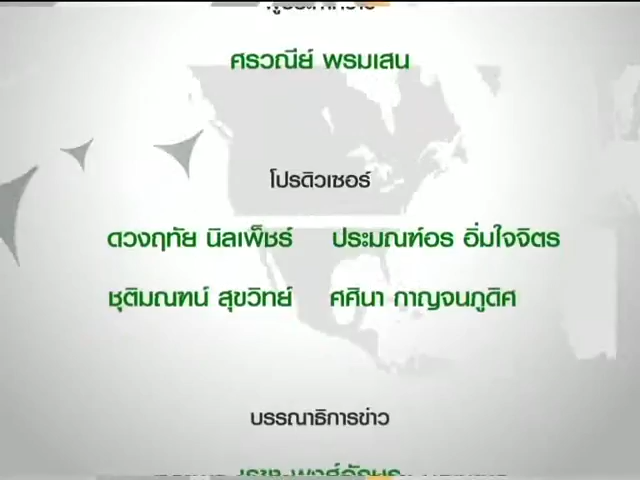 ศรวณีย์ พรมเสน
โปรดิวเซอร์
ดวงฤทัย นิลเพ็ชร์ ประมณฑ์อร อิ่มใจจิตร
ชุติมณฑน์ สุขวิทย์ ศศินา กาญจนภูดิศ
บรรณาธิการข่าว